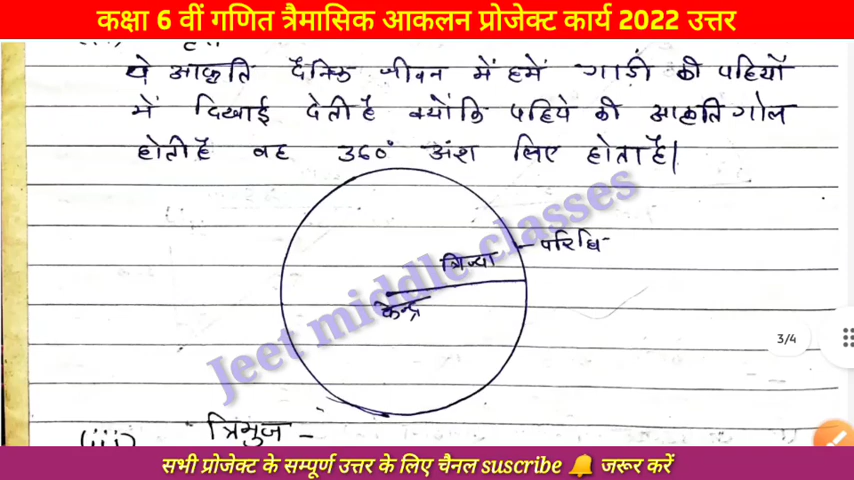 कक्षा 6 वीं गणित त्रैमासिक आकलन प्रोजेक्ट कार्य 2022 उत्तर
ये आकृति दैनिक जीवन में हमें गाडी की पहियों
में दिखाई देती है क्योंकि पहिये की आकृति गोल
होती है वह 360° अंश लिए होता है|
त्रिज्या
परिधि
केन्द्र
Jeet middle classes
3/4
(iii) त्रिभुज -
सभी प्रोजेक्ट के सम्पूर्ण उत्तर के लिए चैनल suscribe 🔔 जरूर करें